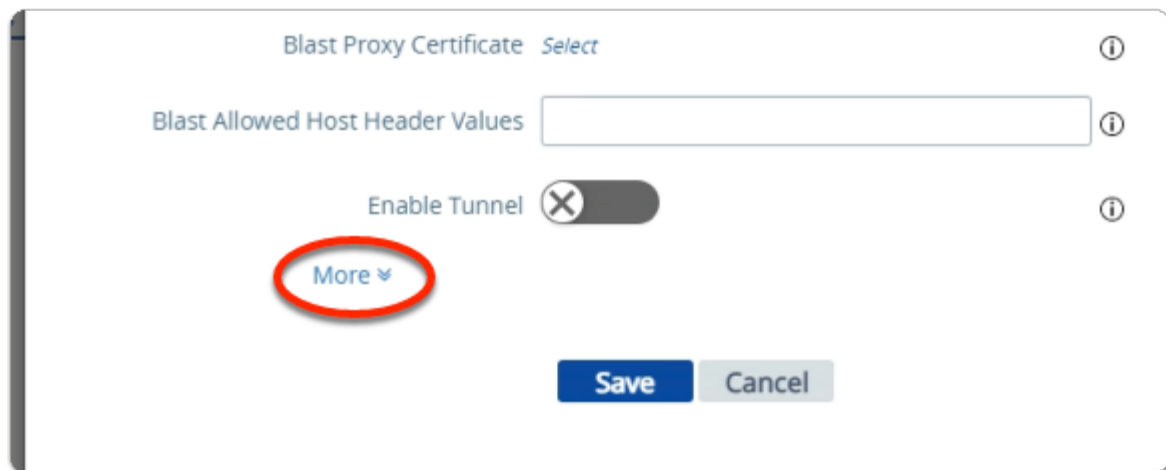 Blast Proxy Certificate Select
Blast Allowed Host Header Values
Enable Tunnel
More
Save Cancel